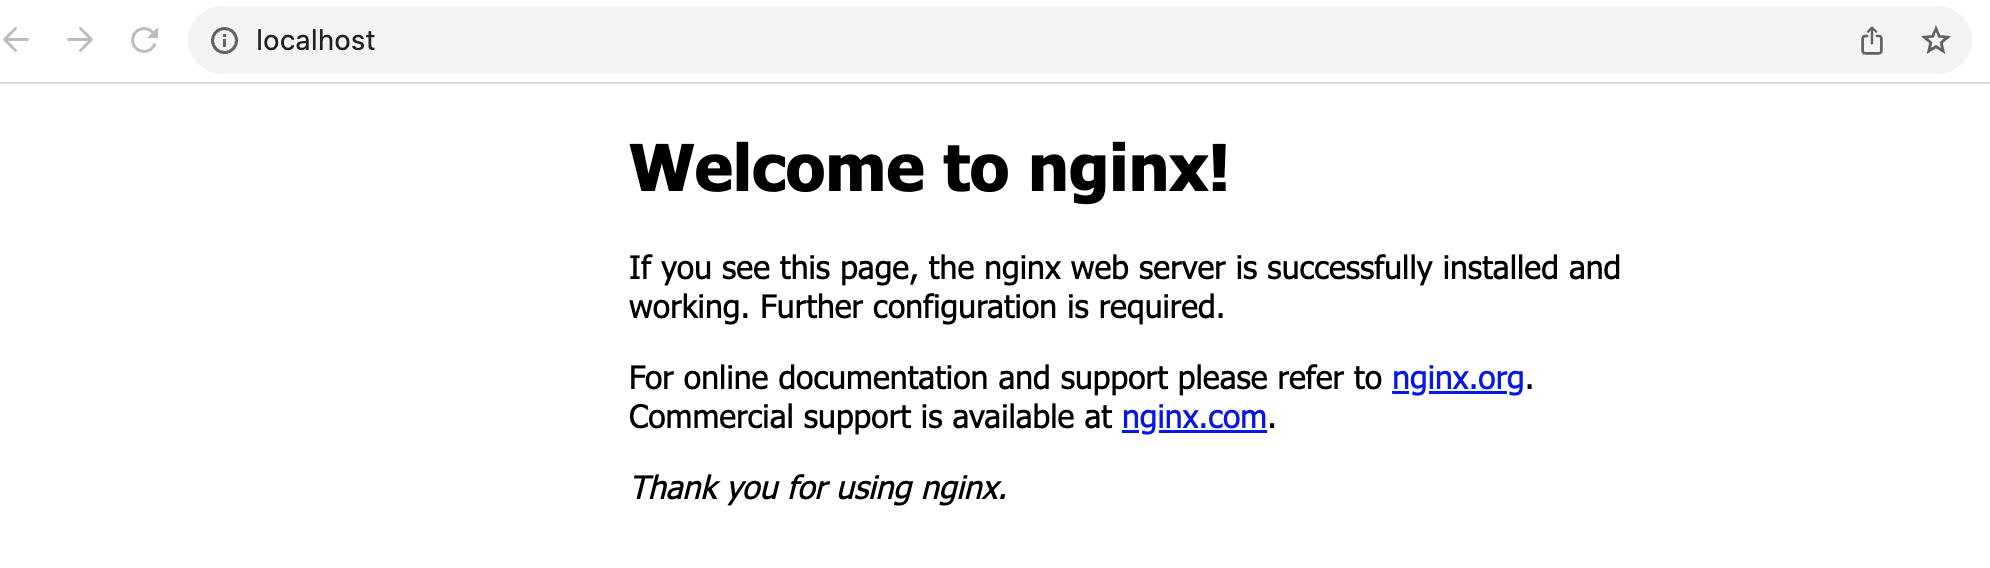 localhost
Welcome to nginx!
If you see this page, the nginx web server is successfully installed and
working. Further configuration is required.
For online documentation and support please refer to nginx.org.
Commercial support is available at nginx.com.
Thank you for using nginx.